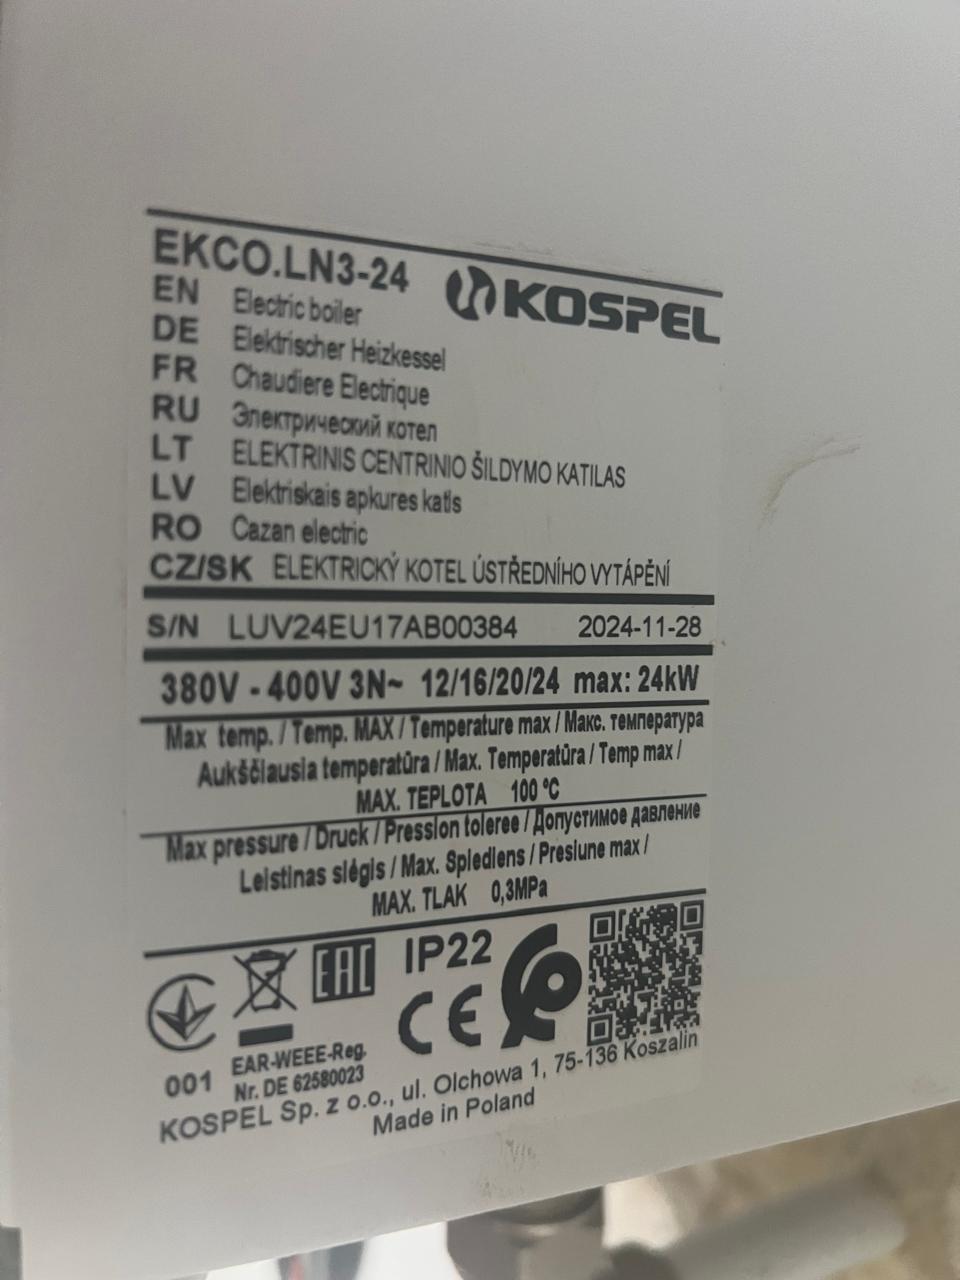 EKCO.LN3-24 KOSPEL
EN Electric boiler
DE Elektrischer Heizkessel
FR Chaudiere Electrique
RU Электрический котел
LT ELEKTRINIS CENTRINIO ŠILDYMO KATILAS
LV Elektriskais apkures katls
RO Cazan electric
CZ/SK ELEKTRICKÝ KOTEL ÚSTŘEDNÍHO VYTÁPĚNÍ
S/N LUV24EU17AB00384 2024-11-28
380V - 400V 3N~ 12/16/20/24 max: 24kW
Max temp. / Temp. MAX / Temperature max / Макс. температура
Aukščiausia temperatūra / Max. Temperatūra / Temp max /
MAX. TEPLOTA 100 °C
Max pressure / Druck / Pression toleree / Допустимое давление
Leistinas slėgis / Max. Spiediens / Presiune max /
MAX. TLAK 0,3MPa
EAC IP22
CE
001 EAR-WEEE-Reg.
Nr. DE 62580023
KOSPEL Sp. z o.o., ul. Olchowa 1, 75-136 Koszalin
Made in Poland